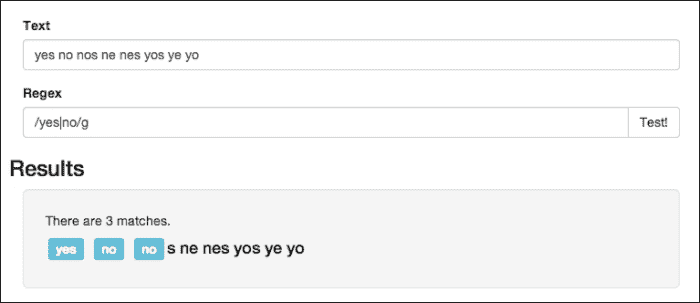 Text
yes no nos ne nes yos ye yo
Regex
/yes|no/g Test!
Results
There are 3 matches.
yes no no s ne nes yos ye yo